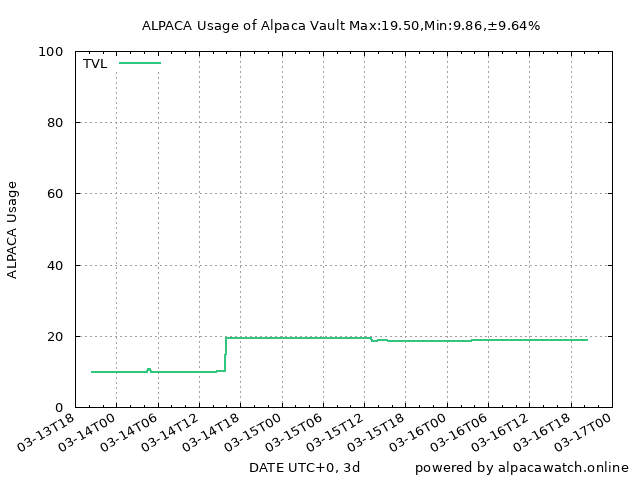 ALPACA Usage of Alpaca Vault Max:19.50,Min:9.86,±9.64%
TVL
100
80
60
40
20
0
ALPACA Usage
03-13T18
03-14T00
03-14T06
03-14T12
03-14T18
03-15T00
03-15T06
03-15T12
03-15T18
03-16T00
03-16T06
03-16T12
03-16T18
03-17T00
DATE UTC+0, 3d
powered by alpacawatch.online